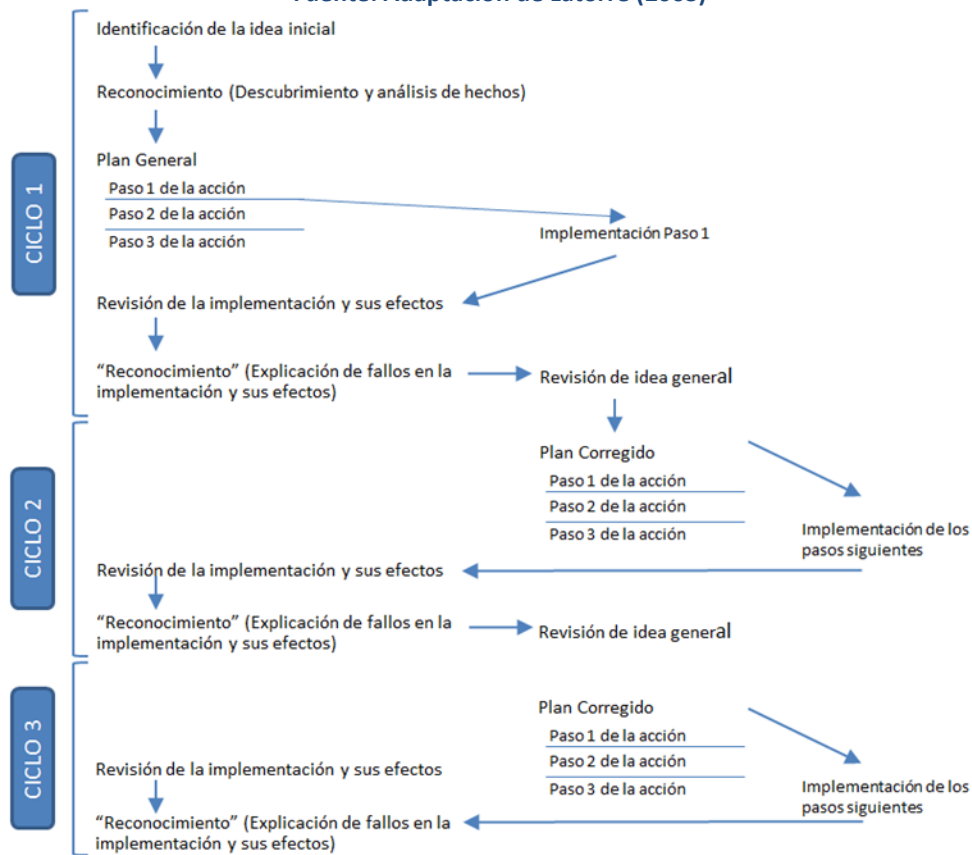 Identificación de la idea inicial
Reconocimiento (Descubrimiento y análisis de hechos)
Plan General
Paso 1 de la acción
Paso 2 de la acción
Paso 3 de la acción
Implementación Paso 1
CICLO 1
Revisión de la implementación y sus efectos
“Reconocimiento” (Explicación de fallos en la
implementación y sus efectos)
Revisión de idea general
Plan Corregido
Paso 1 de la acción
Paso 2 de la acción
Paso 3 de la acción
Implementación de los
pasos siguientes
CICLO 2
Revisión de la implementación y sus efectos
“Reconocimiento” (Explicación de fallos en la
implementación y sus efectos)
Revisión de idea general
Plan Corregido
Paso 1 de la acción
Paso 2 de la acción
Paso 3 de la acción
Implementación de los
pasos siguientes
CICLO 3
Revisión de la implementación y sus efectos
“Reconocimiento” (Explicación de fallos en la
implementación y sus efectos)